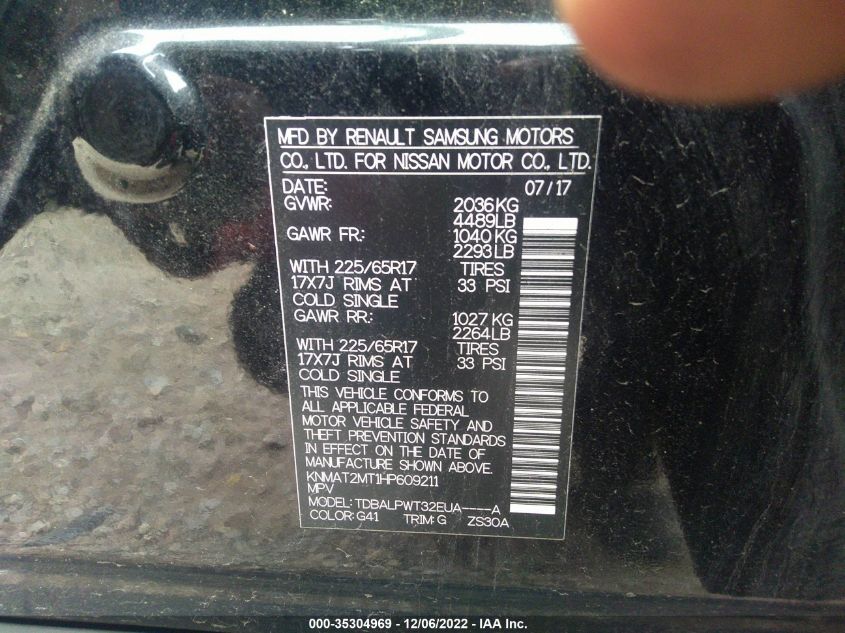 MFD BY RENAULT SAMSUNG MOTORS
CO., LTD. FOR NISSAN MOTOR CO., LTD.
DATE: 07/17
GVWR: 2036KG
4489LB
GAWR FR.: 1040KG
2293LB
WITH 225/65R17 TIRES
17X7J RIMS AT 33 PSI
COLD SINGLE
GAWR RR.: 1027KG
2264LB
WITH 225/65R17 TIRES
17X7J RIMS AT 33 PSI
COLD SINGLE
THIS VEHICLE CONFORMS TO
ALL APPLICABLE FEDERAL
MOTOR VEHICLE SAFETY AND
THEFT PREVENTION STANDARDS
IN EFFECT ON THE DATE OF
MANUFACTURE SHOWN ABOVE.
KNMAT2MT1HP609211
MPV
MODEL: TDBALPWT32EUA----A
COLOR:G41 TRIM:G ZS30A
000-35304969 - 12/06/2022 - IAA Inc.